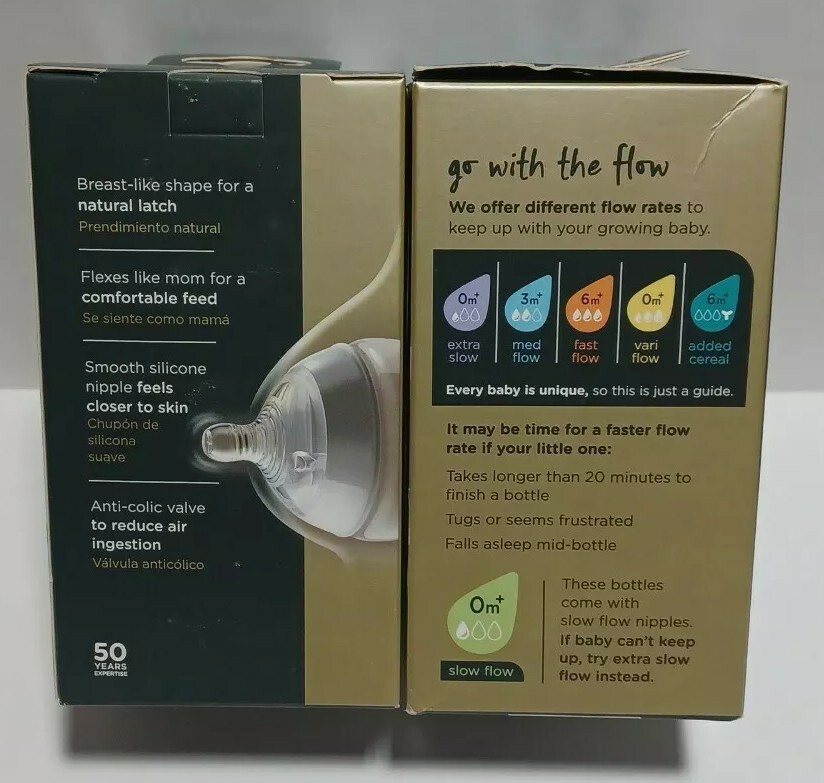 Breast-like shape for a
natural latch
Prendimiento natural
Flexes like mom for a
comfortable feed
Se siente como mamá
Smooth silicone
nipple feels
closer to skin
Chupón de
silicona
suave
Anti-colic valve
to reduce air
ingestion
Válvula anticólico
50
YEARS
EXPERTISE
go with the flow
We offer different flow rates to
keep up with your growing baby.
0m+ 3m+ 6m+ 0m+ 6m+
extra med fast vari added
slow flow flow flow cereal
Every baby is unique, so this is just a guide.
It may be time for a faster flow
rate if your little one:
Takes longer than 20 minutes to
finish a bottle
Tugs or seems frustrated
Falls asleep mid-bottle
0m+
slow flow
These bottles
come with
slow flow nipples.
If baby can't keep
up, try extra slow
flow instead.